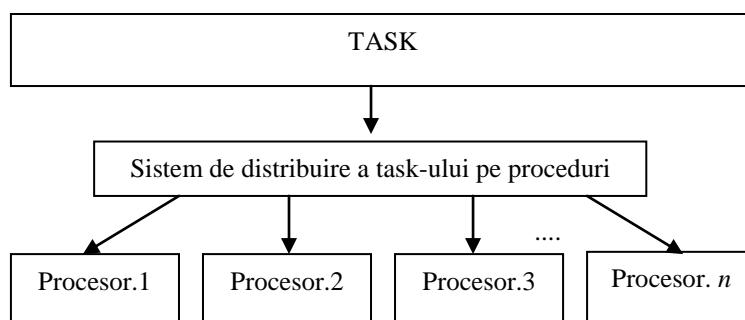 TASK
Sistem de distribuire a task-ului pe proceduri
....
Procesor.1 Procesor.2 Procesor.3 Procesor. n